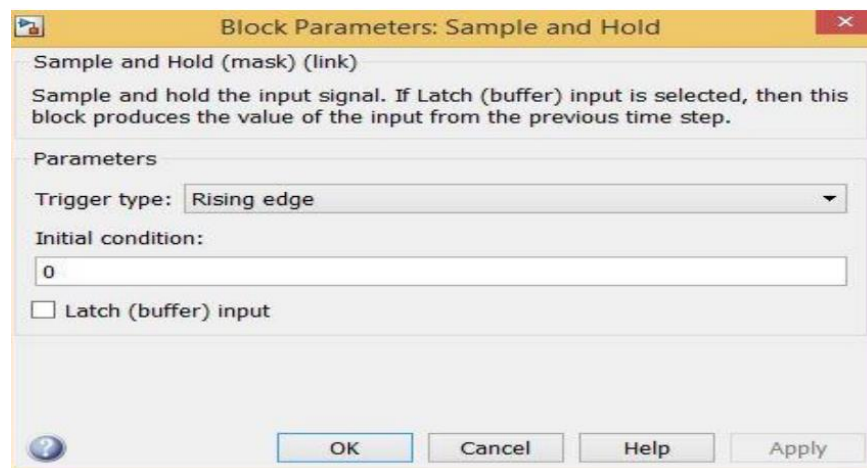 Block Parameters: Sample and Hold
Sample and Hold (mask) (link)
Sample and hold the input signal. If Latch (buffer) input is selected, then this
block produces the value of the input from the previous time step.
Parameters
Trigger type: Rising edge
Initial condition:
0
Latch (buffer) input
OK Cancel Help Apply